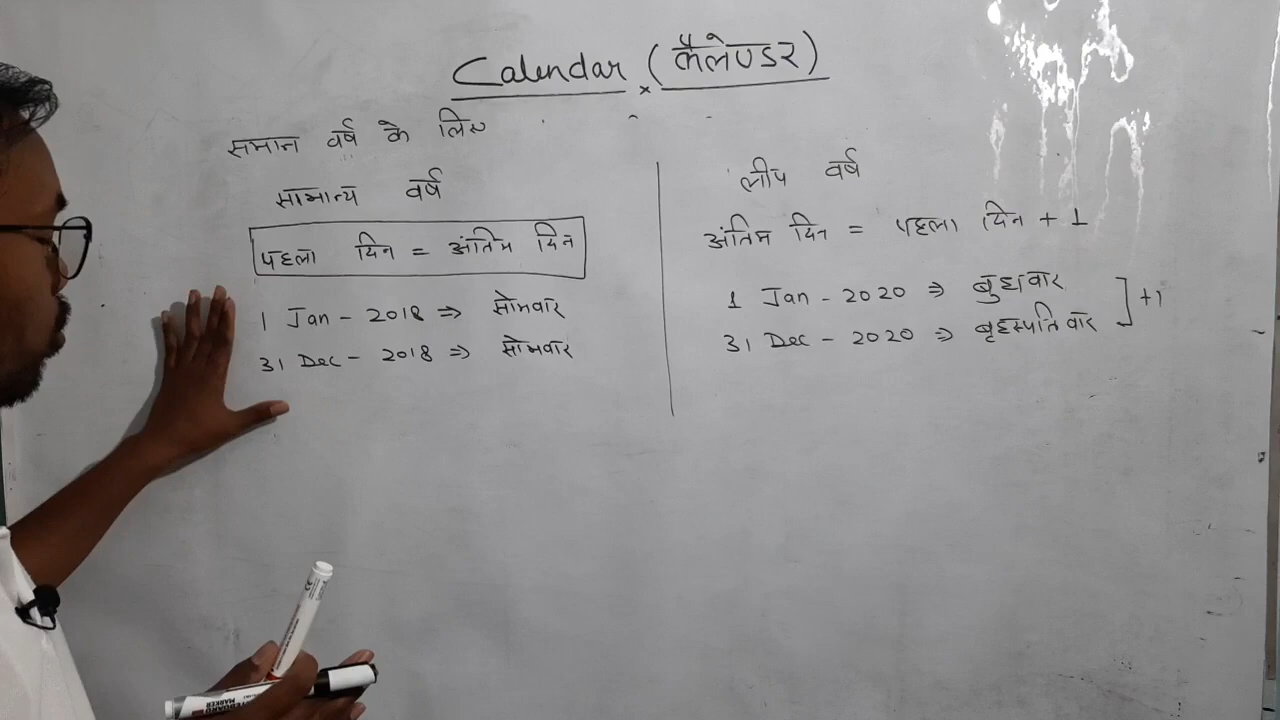 Calendar (कैलेण्डर)
समान वर्ष के लिए
सामान्य वर्ष
पहला दिन = अंतिम दिन
1 Jan - 2018 ⇒ सोमवार
31 Dec - 2018 ⇒ सोमवार
लीप वर्ष
अंतिम दिन = पहला दिन + 1
1 Jan - 2020 ⇒ बुधवार
31 Dec - 2020 ⇒ बृहस्पतिवार
+1
MARKER